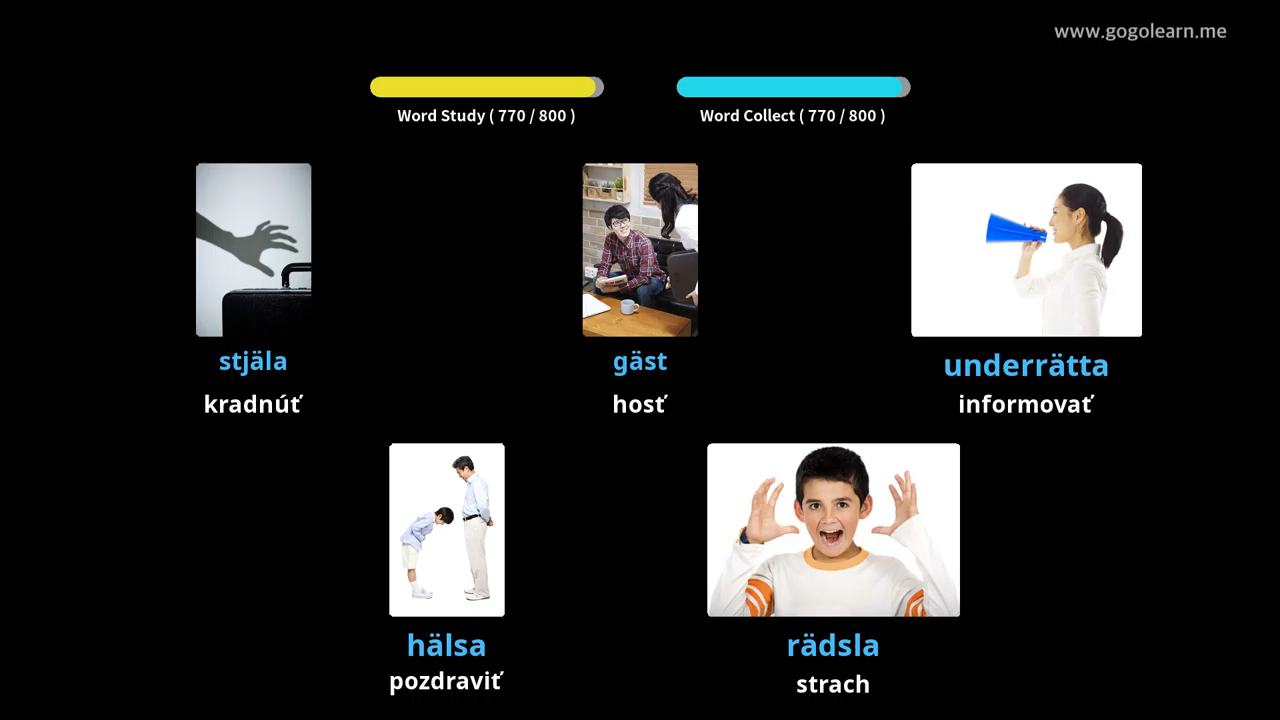 www.gogolearn.me
Word Study ( 770 / 800 )
Word Collect ( 770 / 800 )
stjäla
gäst
underrätta
kradnúť
hosť
informovať
hälsa
rädsla
pozdraviť
strach